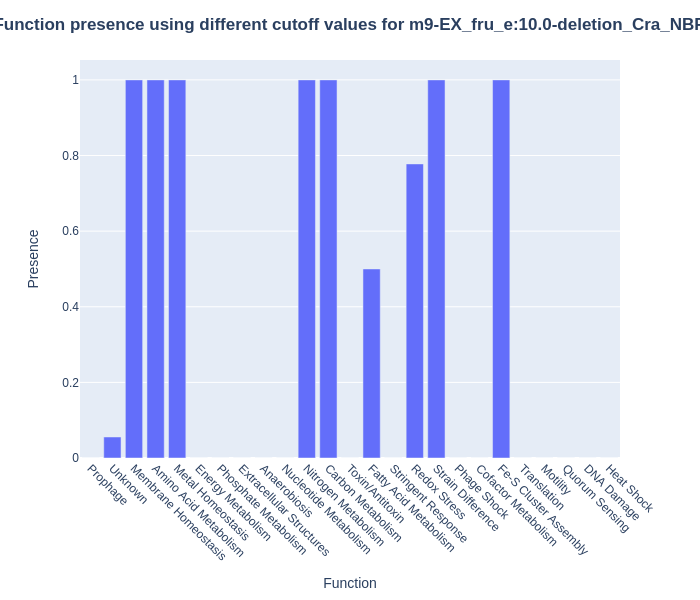 Function presence using different cutoff values for m9-EX_fru_e:10.0-deletion_Cra_NBR
1
0.8
0.6
0.4
0.2
0
Presence
Prophage
Unknown
Membrane Homeostasis
Amino Acid Metabolism
Metal Homeostasis
Energy Metabolism
Phosphate Metabolism
Extracellular Structures
Anaerobiosis
Nucleotide Metabolism
Nitrogen Metabolism
Carbon Metabolism
Toxin/Antitoxin
Fatty Acid Metabolism
Stringent Response
Redox Stress
Strain Difference
Phage Shock
Cofactor Metabolism
Fe-S Cluster Assembly
Translation
Motility
Quorum Sensing
DNA Damage
Heat Shock
Function